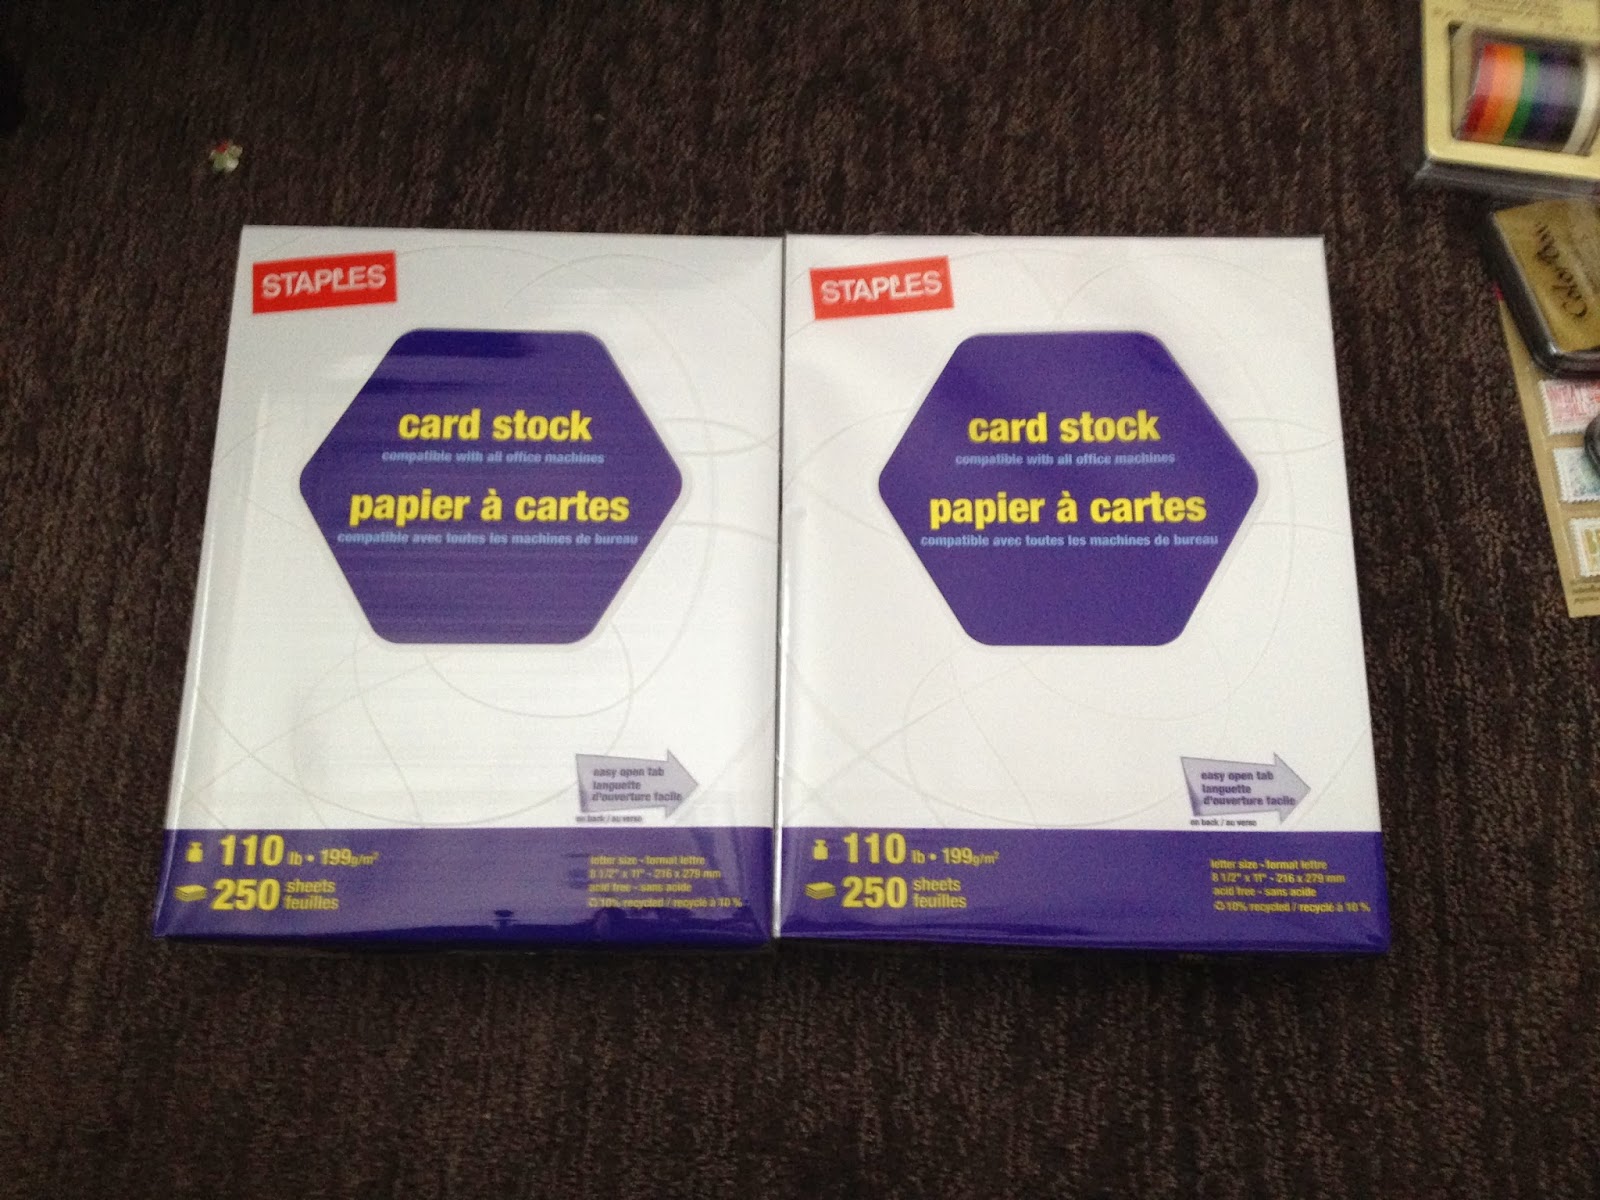 STAPLES
card stock
compatible with all office machines
papier à cartes
compatible avec toutes les machines de bureau
easy open tab
languette
d'ouverture facile
on back / au verso
110 lb • 199g/m²
250 sheets
feuilles
letter size - format lettre
8 1/2" x 11" - 216 x 279 mm
acid free - sans acide
10% recycled / recyclé à 10 %
STAPLES
card stock
compatible with all office machines
papier à cartes
compatible avec toutes les machines de bureau
easy open tab
languette
d'ouverture facile
on back / au verso
110 lb • 199g/m²
250 sheets
feuilles
letter size - format lettre
8 1/2" x 11" - 216 x 279 mm
acid free - sans acide
10% recycled / recyclé à 10 %